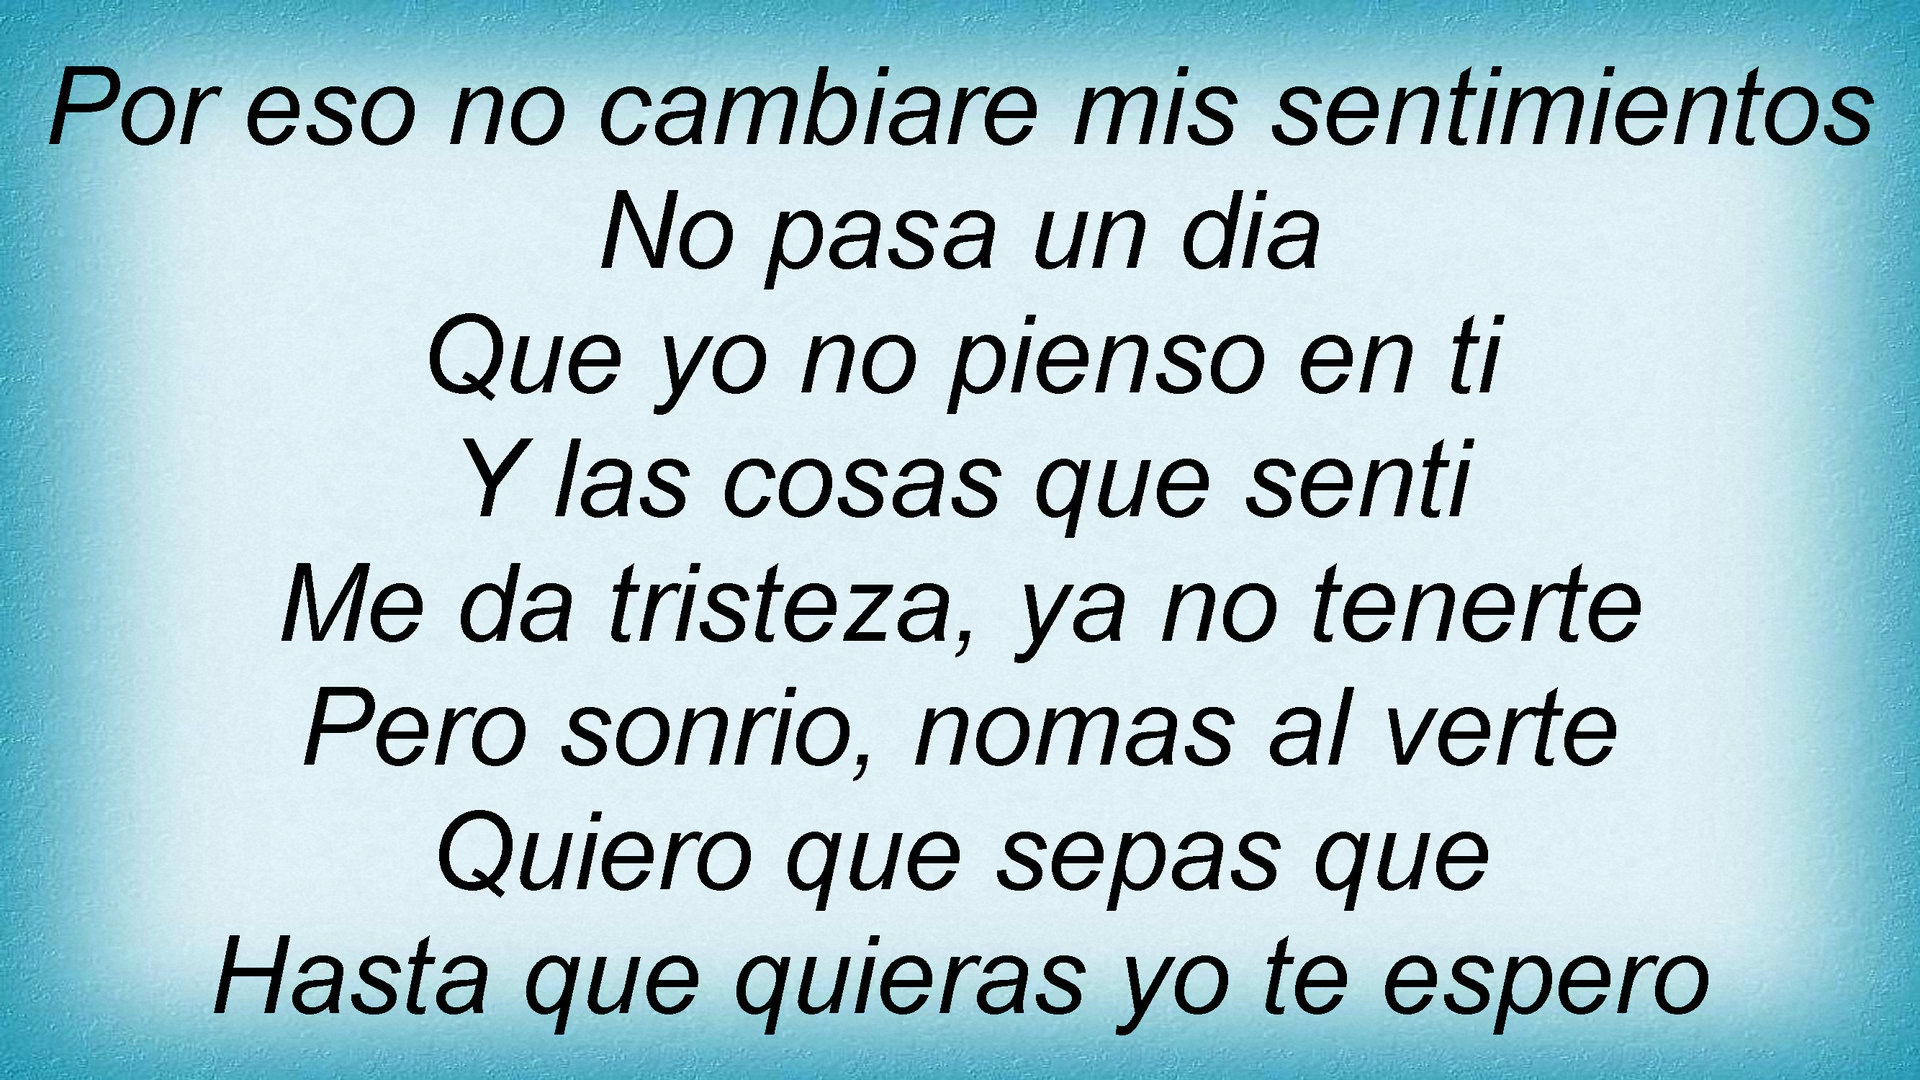 Por eso no cambiare mis sentimientos
No pasa un dia
Que yo no pienso en ti
Y las cosas que senti
Me da tristeza, ya no tenerte
Pero sonrio, nomas al verte
Quiero que sepas que
Hasta que quieras yo te espero